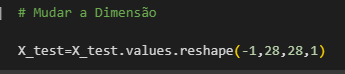 # Mudar a Dimensão
X_test=X_test.values.reshape(-1,28,28,1)